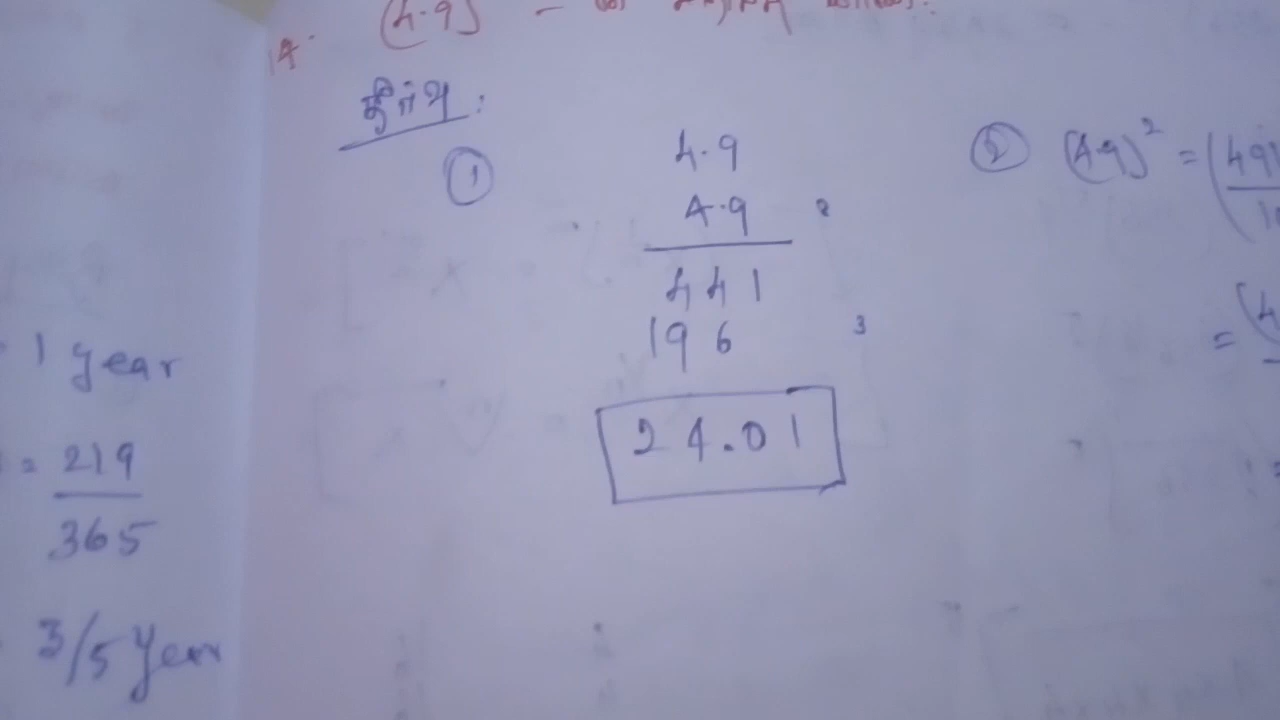 1 year
= 219
365
3/5 year
14.
(4.9)
தீர்வு :
①
4.9
4.9
441
196
24.01
② (4.9)² = (49
=